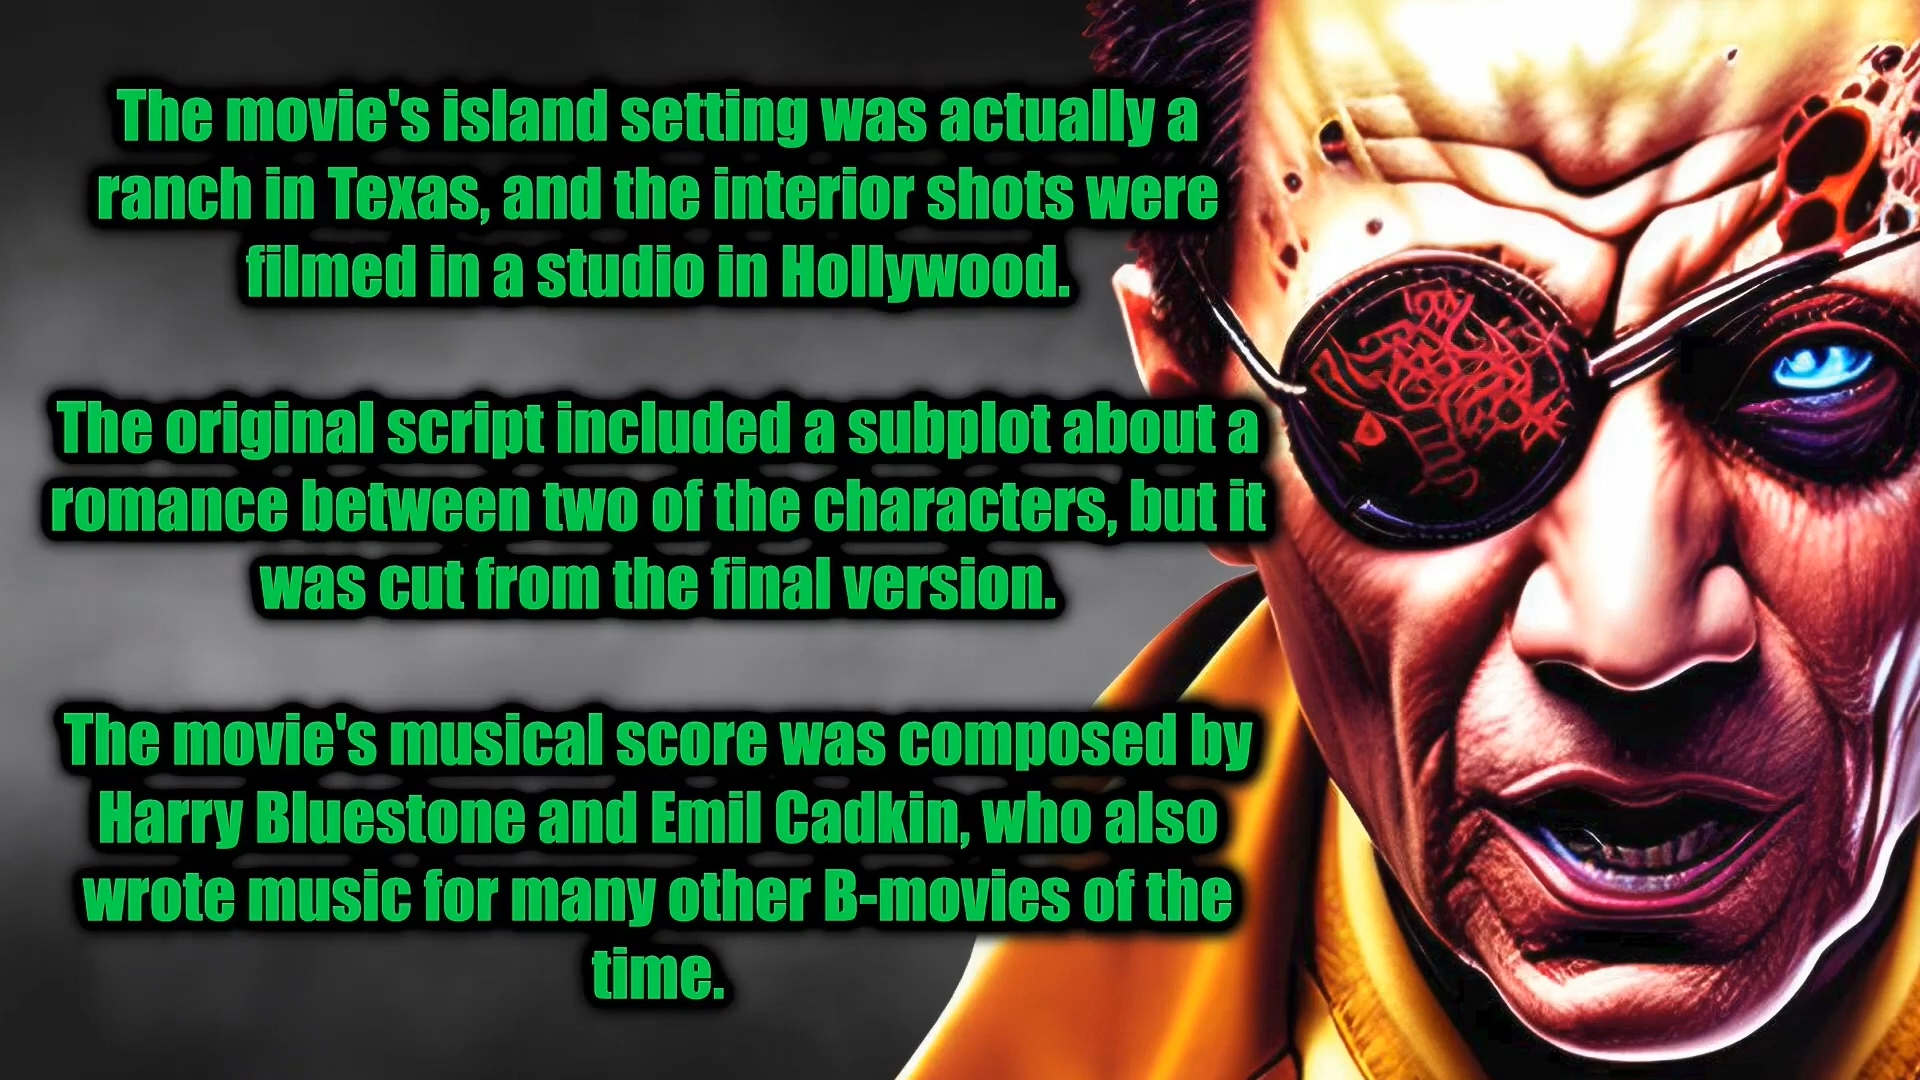 The movie's island setting was actually a
ranch in Texas, and the interior shots were
filmed in a studio in Hollywood.
The original script included a subplot about a
romance between two of the characters, but it
was cut from the final version.
The movie's musical score was composed by
Harry Bluestone and Emil Cadkin, who also
wrote music for many other B-movies of the
time.